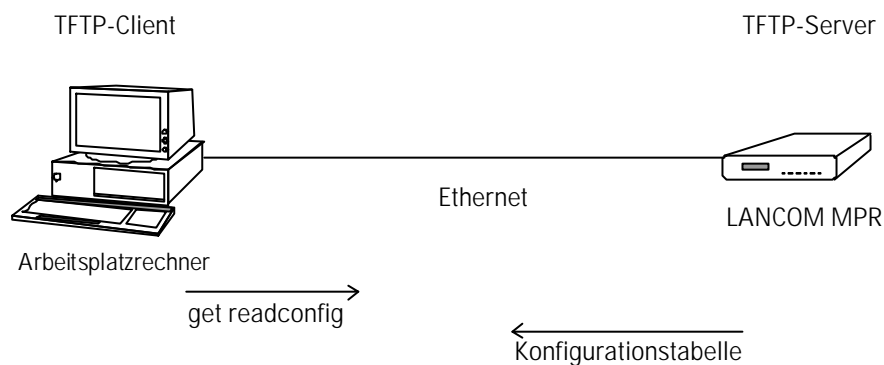 TFTP-Client
TFTP-Server
Ethernet
LANCOM MPR
Arbeitsplatzrechner
get readconfig
Konfigurationstabelle